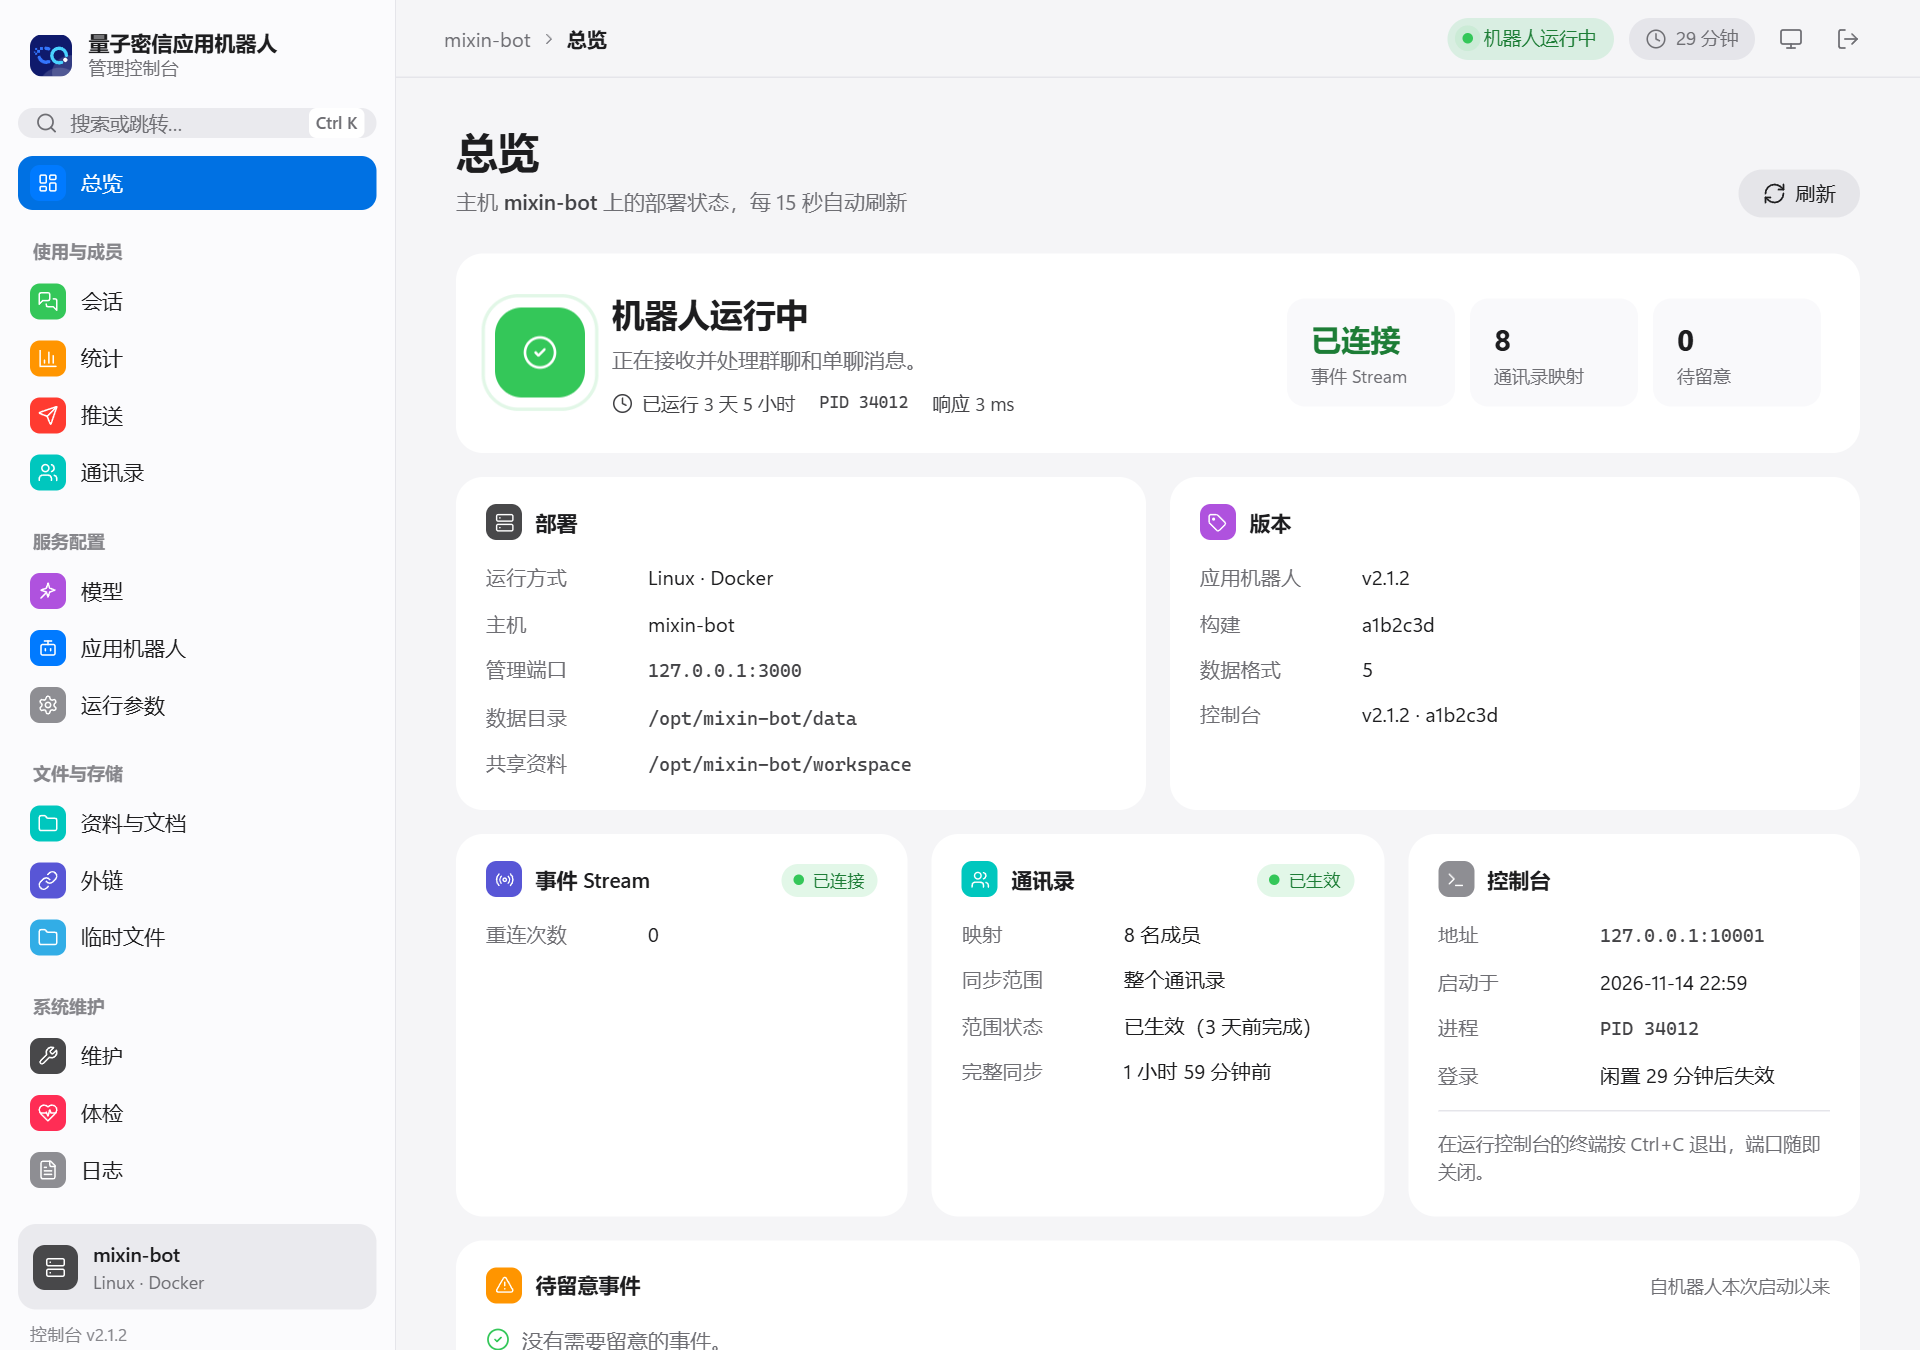 量子密信应用机器人
管理控制台
搜索或跳转... Ctrl K
总览
使用与成员
会话
统计
推送
通讯录
服务配置
模型
应用机器人
运行参数
文件与存储
资料与文档
外链
临时文件
系统维护
维护
体检
日志
mixin-bot
Linux · Docker
控制台 v2.1.2
mixin-bot > 总览
机器人运行中
29 分钟
总览
主机 mixin-bot 上的部署状态，每 15 秒自动刷新
刷新
机器人运行中
正在接收并处理群聊和单聊消息。
已运行 3 天 5 小时 PID 34012 响应 3 ms
已连接
事件 Stream
8
通讯录映射
0
待留意
部署
运行方式 Linux · Docker
主机 mixin-bot
管理端口 127.0.0.1:3000
数据目录 /opt/mixin-bot/data
共享资料 /opt/mixin-bot/workspace
版本
应用机器人 v2.1.2
构建 a1b2c3d
数据格式 5
控制台 v2.1.2 · a1b2c3d
事件 Stream 已连接
重连次数 0
通讯录 已生效
映射 8 名成员
同步范围 整个通讯录
范围状态 已生效（3 天前完成）
完整同步 1 小时 59 分钟前
控制台
地址 127.0.0.1:10001
启动于 2026-11-14 22:59
进程 PID 34012
登录 闲置 29 分钟后失效
在运行控制台的终端按 Ctrl+C 退出，端口随即
关闭。
待留意事件 自机器人本次启动以来
没有需要留意的事件。